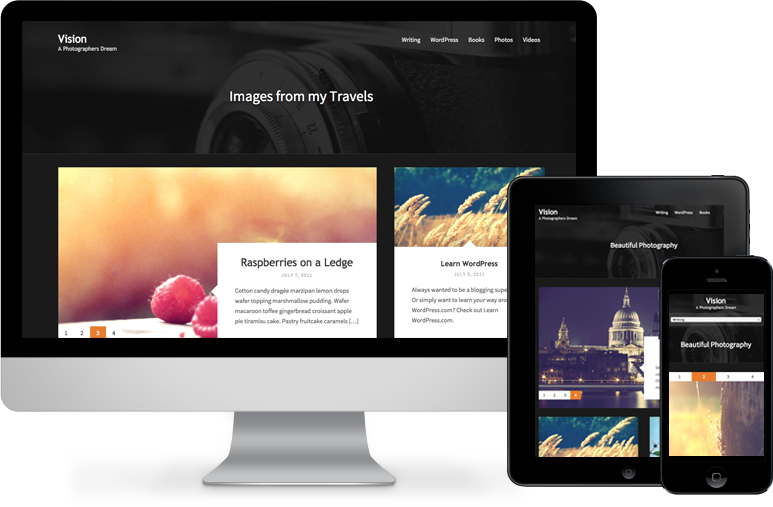 Vision
A Photographers Dream
Writing WordPress Books Photos Videos
Images from my Travels
Raspberries on a Ledge
JULY 7, 2011
Cotton candy dragée marzipan lemon drops
wafer topping marshmallow pudding. Wafer
macaroon toffee gingerbread croissant apple
pie tiramisu cake. Pastry fruitcake caramels [...]
1 2 3 4
Learn WordPress
JULY 6, 2011
Always wanted to be a blogging supe
Or simply want to learn your way aro
WordPress.com? Check out Learn
WordPress.com.
Vision
A Photographers Dream
Writing WordPress Books
Beautiful Photography
1 2 3 4
Vision
A Photographers Dream
Writing
Beautiful Photography
1 2 3 4